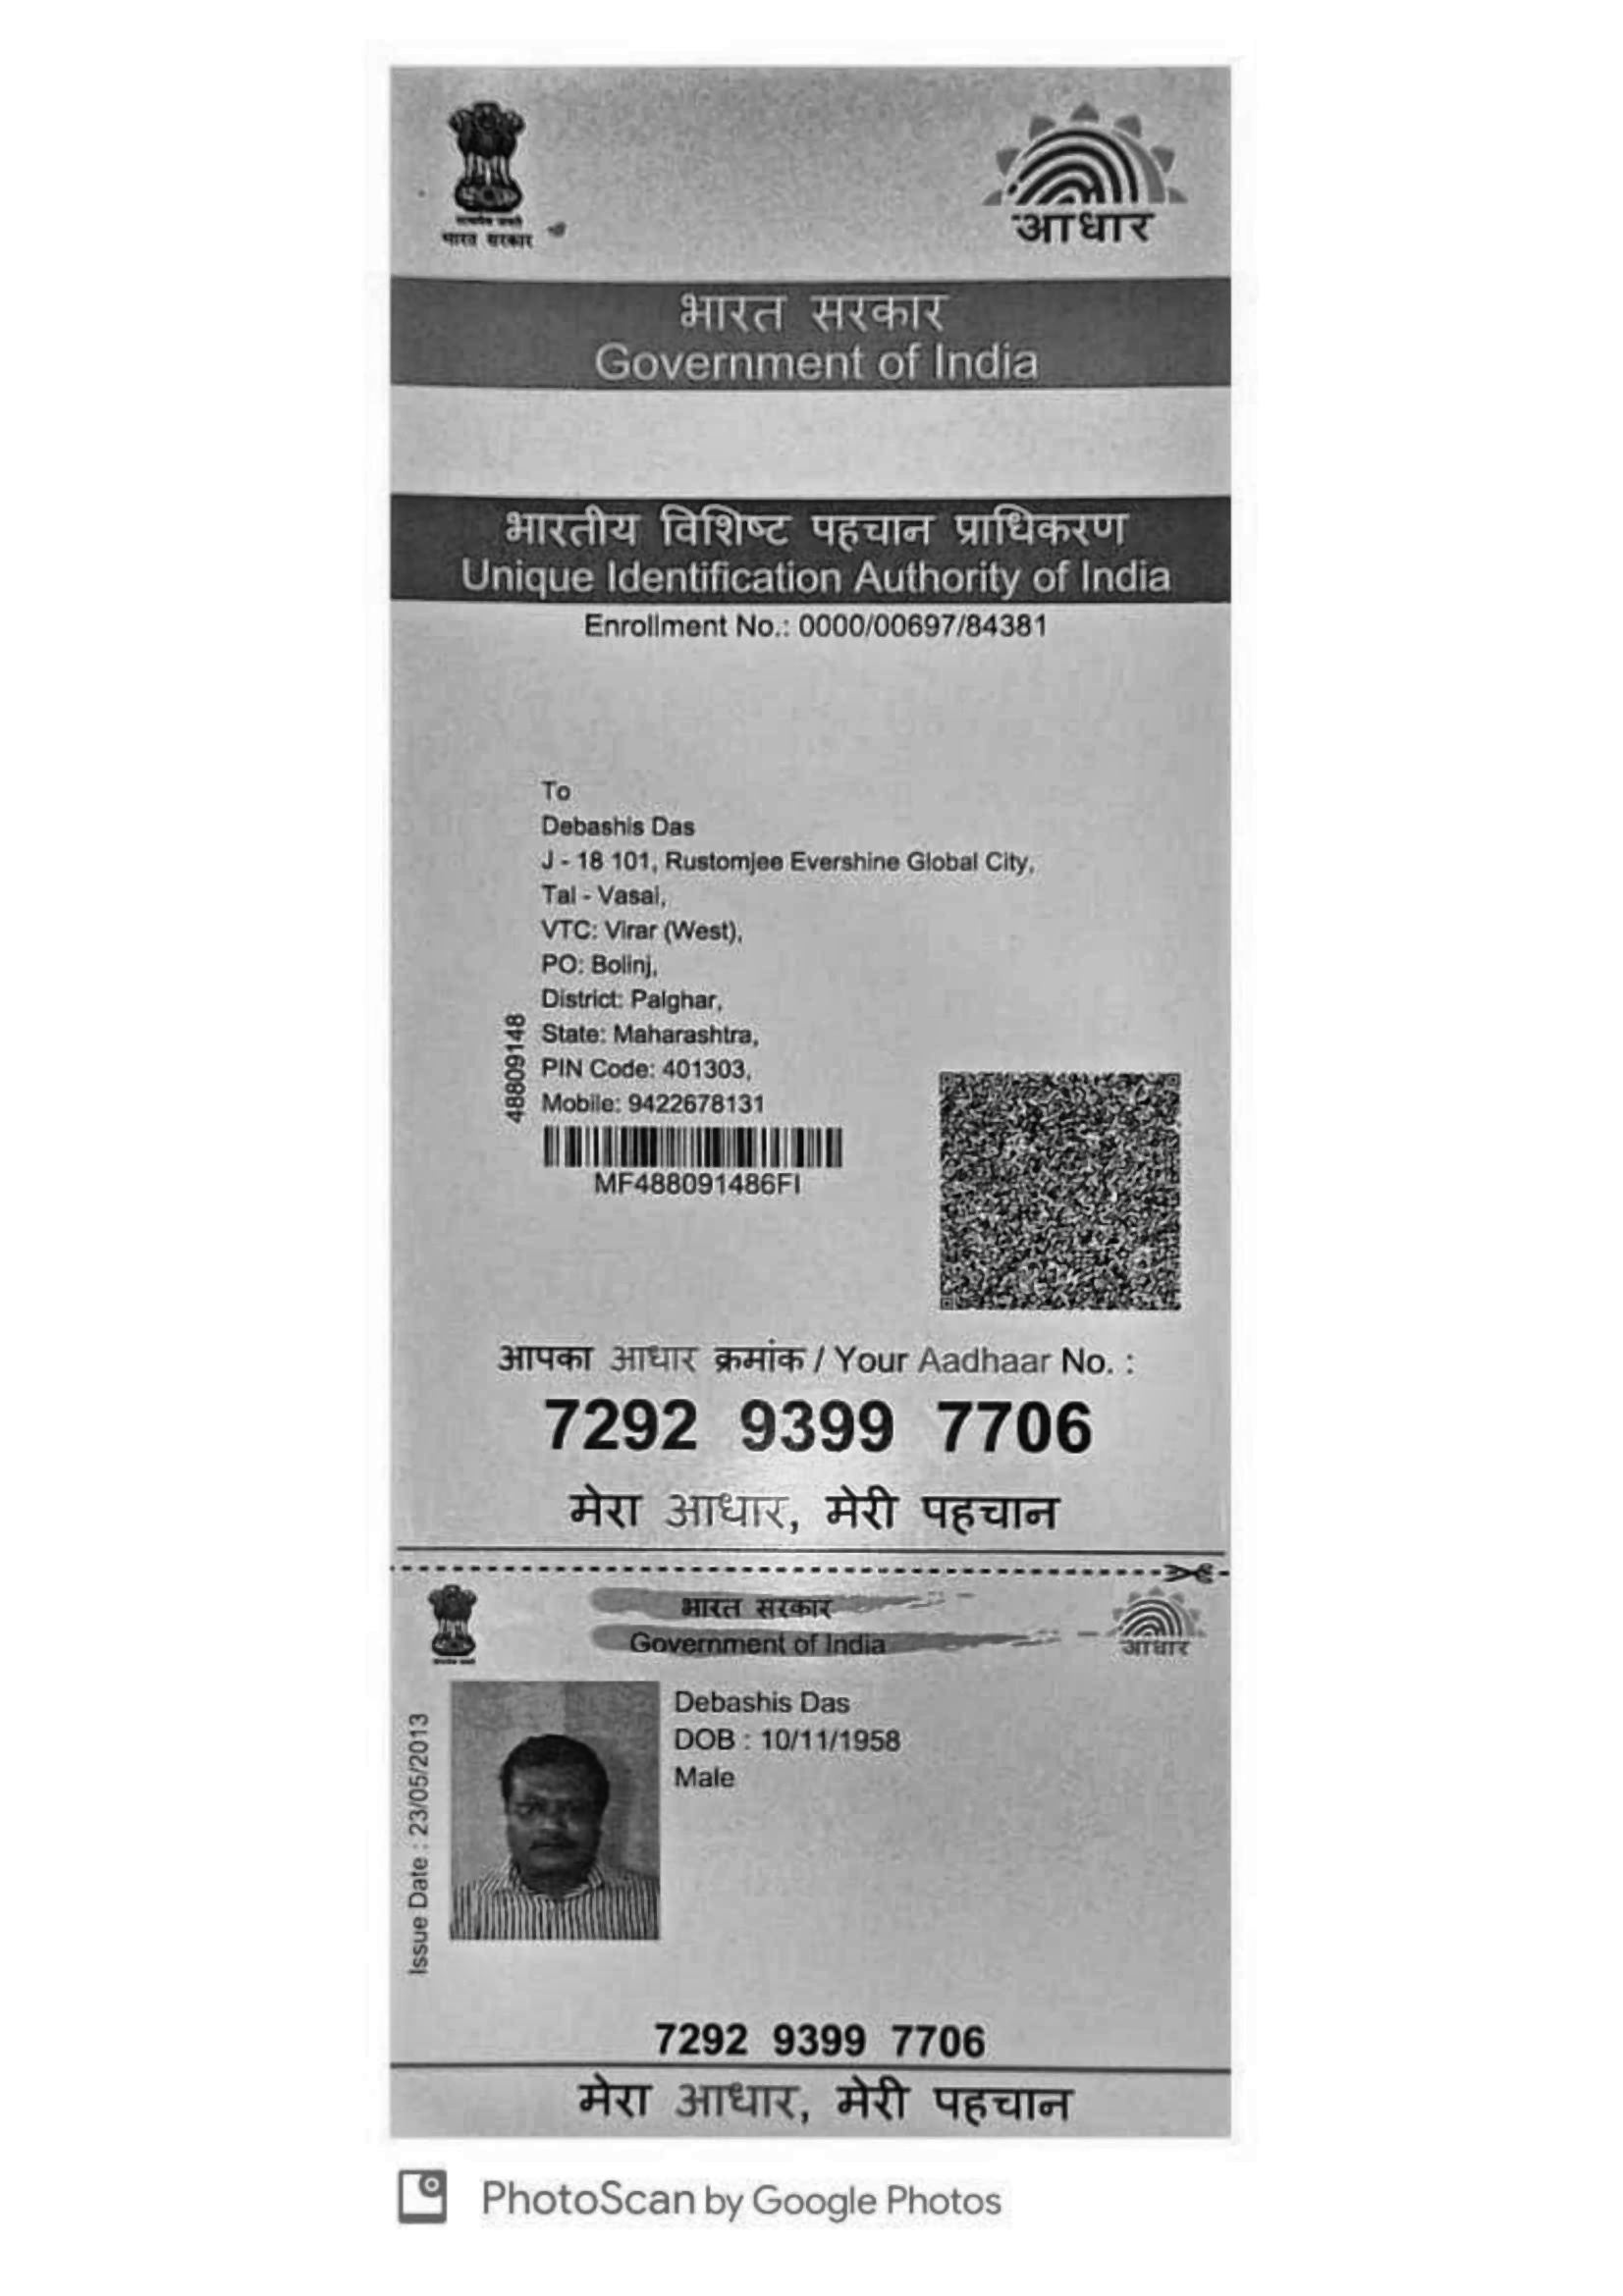 भारत सरकार
आधार
भारत सरकार
Government of India
भारतीय विशिष्ट पहचान प्राधिकरण
Unique Identification Authority of India
Enrollment No.: 0000/00697/84381
To
Debashis Das
J - 18 101, Rustomjee Evershine Global City,
Tal - Vasai,
VTC: Virar (West),
PO: Bolinj,
District: Palghar,
State: Maharashtra,
PIN Code: 401303,
Mobile: 9422678131
48809148
MF488091486FI
आपका आधार क्रमांक / Your Aadhaar No. :
7292 9399 7706
मेरा आधार, मेरी पहचान
भारत सरकार
Government of India
आधार
Debashis Das
DOB : 10/11/1958
Male
Issue Date : 23/05/2013
7292 9399 7706
मेरा आधार, मेरी पहचान
PhotoScan by Google Photos